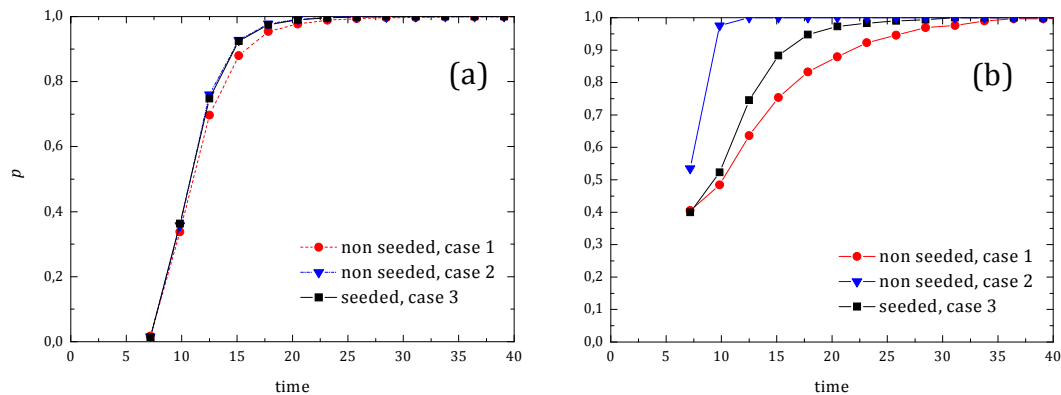 1,0
0,8
0,6
0,4
0,2
0,0
p
0 5 10 15 20 25 30 35 40
time
(a)
non seeded, case 1
non seeded, case 2
seeded, case 3
1,0
0,9
0,8
0,7
0,6
0,5
0,4
0,3
0,2
0,1
0,0
0 5 10 15 20 25 30 35 40
time
(b)
non seeded, case 1
non seeded, case 2
seeded, case 3